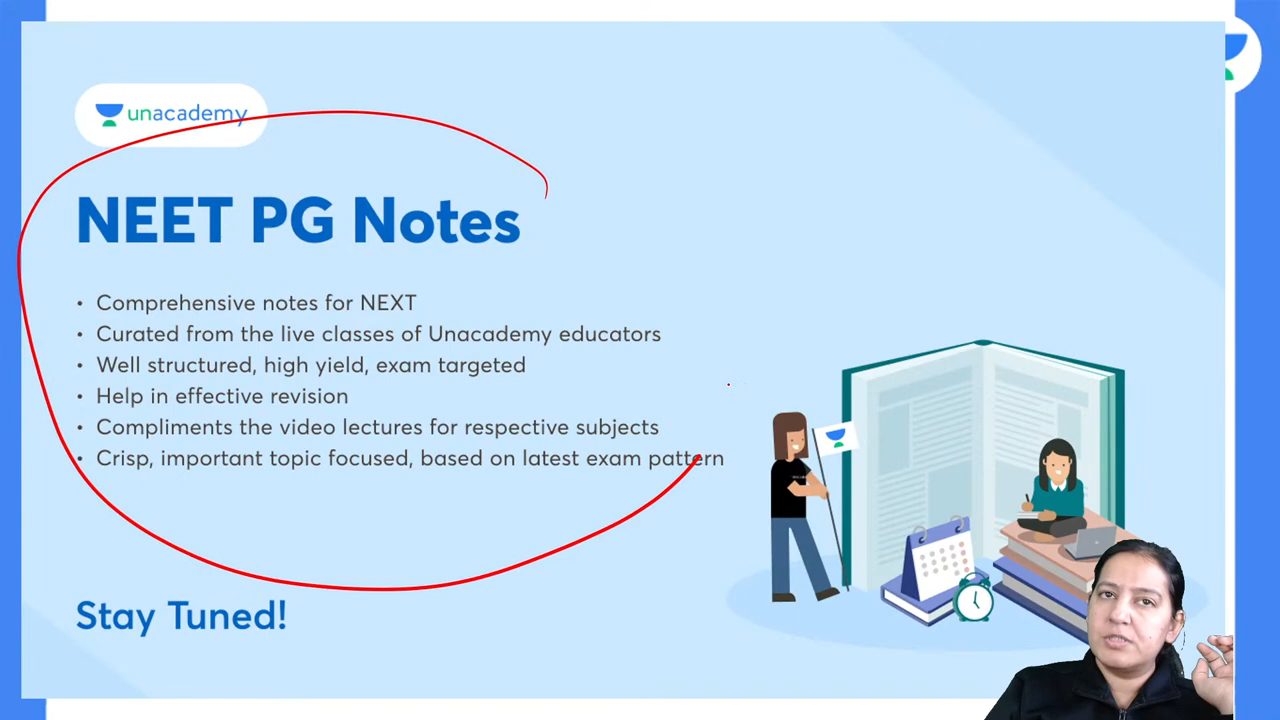 unacademy
NEET PG Notes
• Comprehensive notes for NEXT
• Curated from the live classes of Unacademy educators
• Well structured, high yield, exam targeted
• Help in effective revision
• Compliments the video lectures for respective subjects
• Crisp, important topic focused, based on latest exam pattern
Stay Tuned!